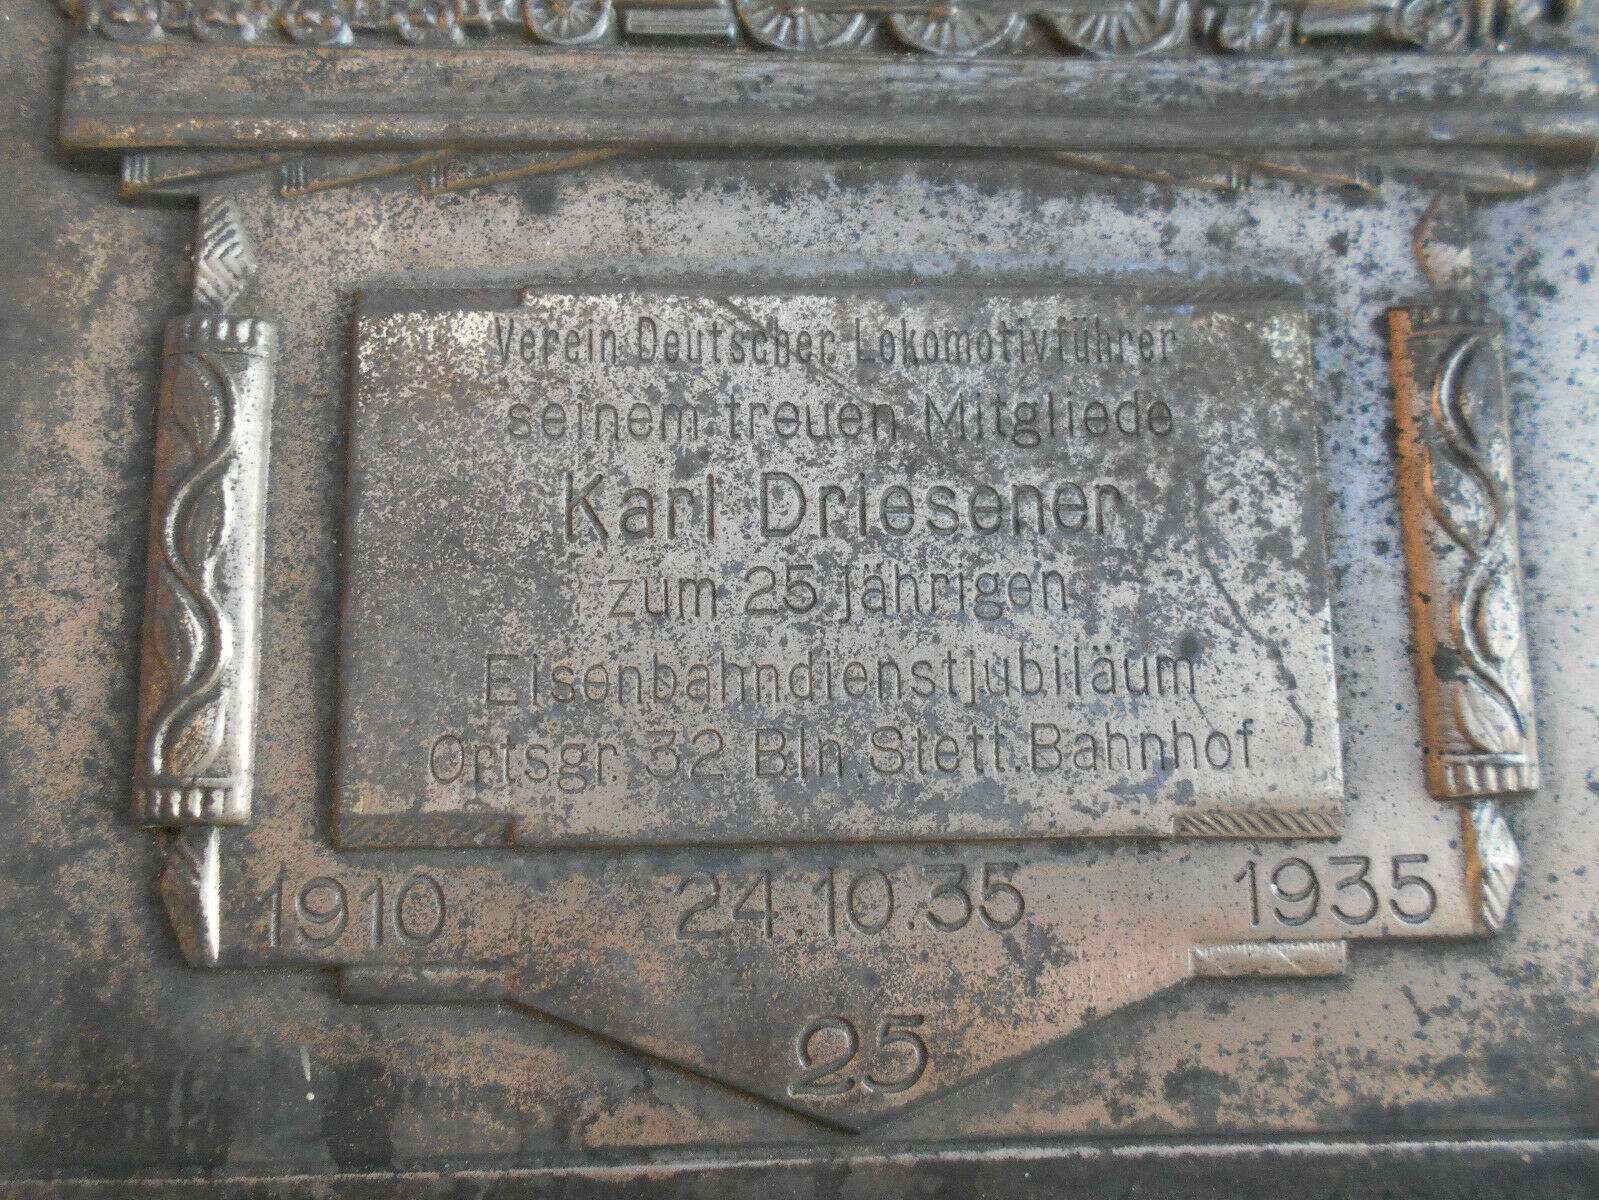 Verein Deutscher Lokomotivführer
seinem treuen Mitgliede
Karl Driesener
zum 25 jährigen
Eisenbahndienstjubiläum
Ortsgr. 32 Bln. Stett. Bahnhof
1910 24.10.35 1935
25